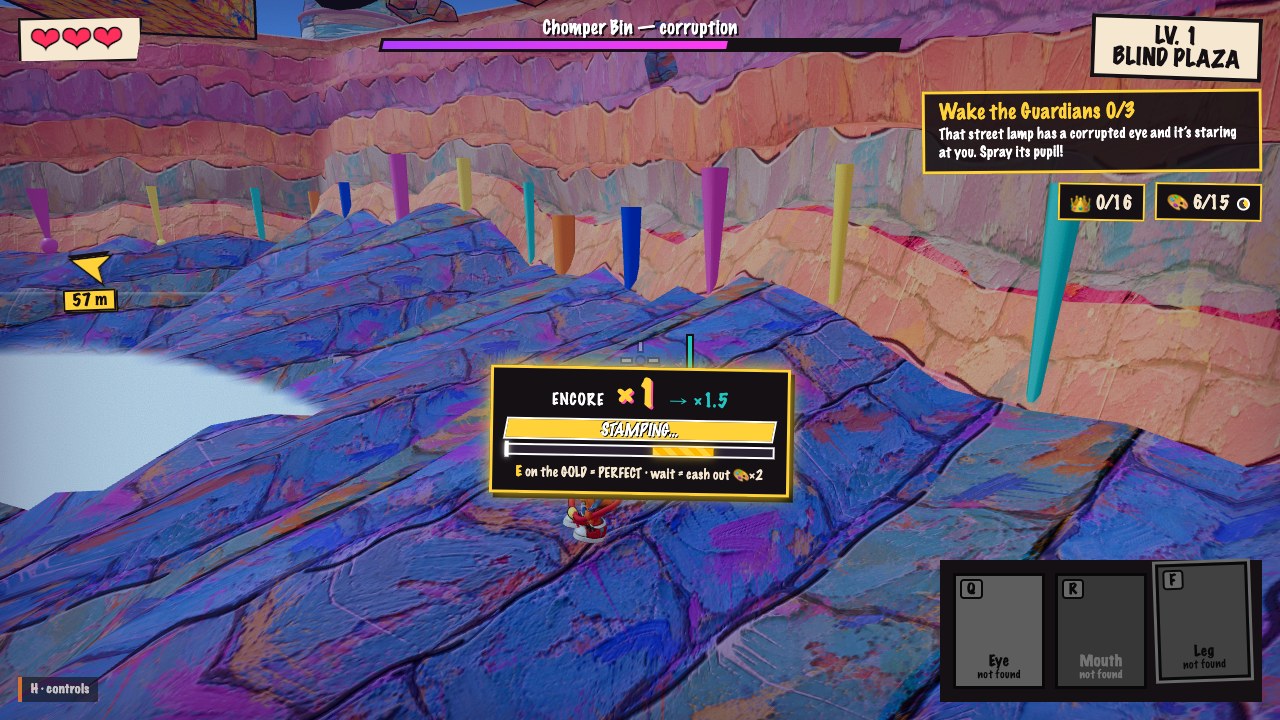 Chomper Bin — corruption
LV. 1
BLIND PLAZA
Wake the Guardians 0/3
That street lamp has a corrupted eye and it's staring
at you. Spray its pupil!
0/16
6/15
57 m
ENCORE ×1 → ×1.5
STAMPING...
E on the GOLD = PERFECT · wait = cash out ×2
Q
R
F
Eye
not found
Mouth
not found
Leg
not found
H · controls